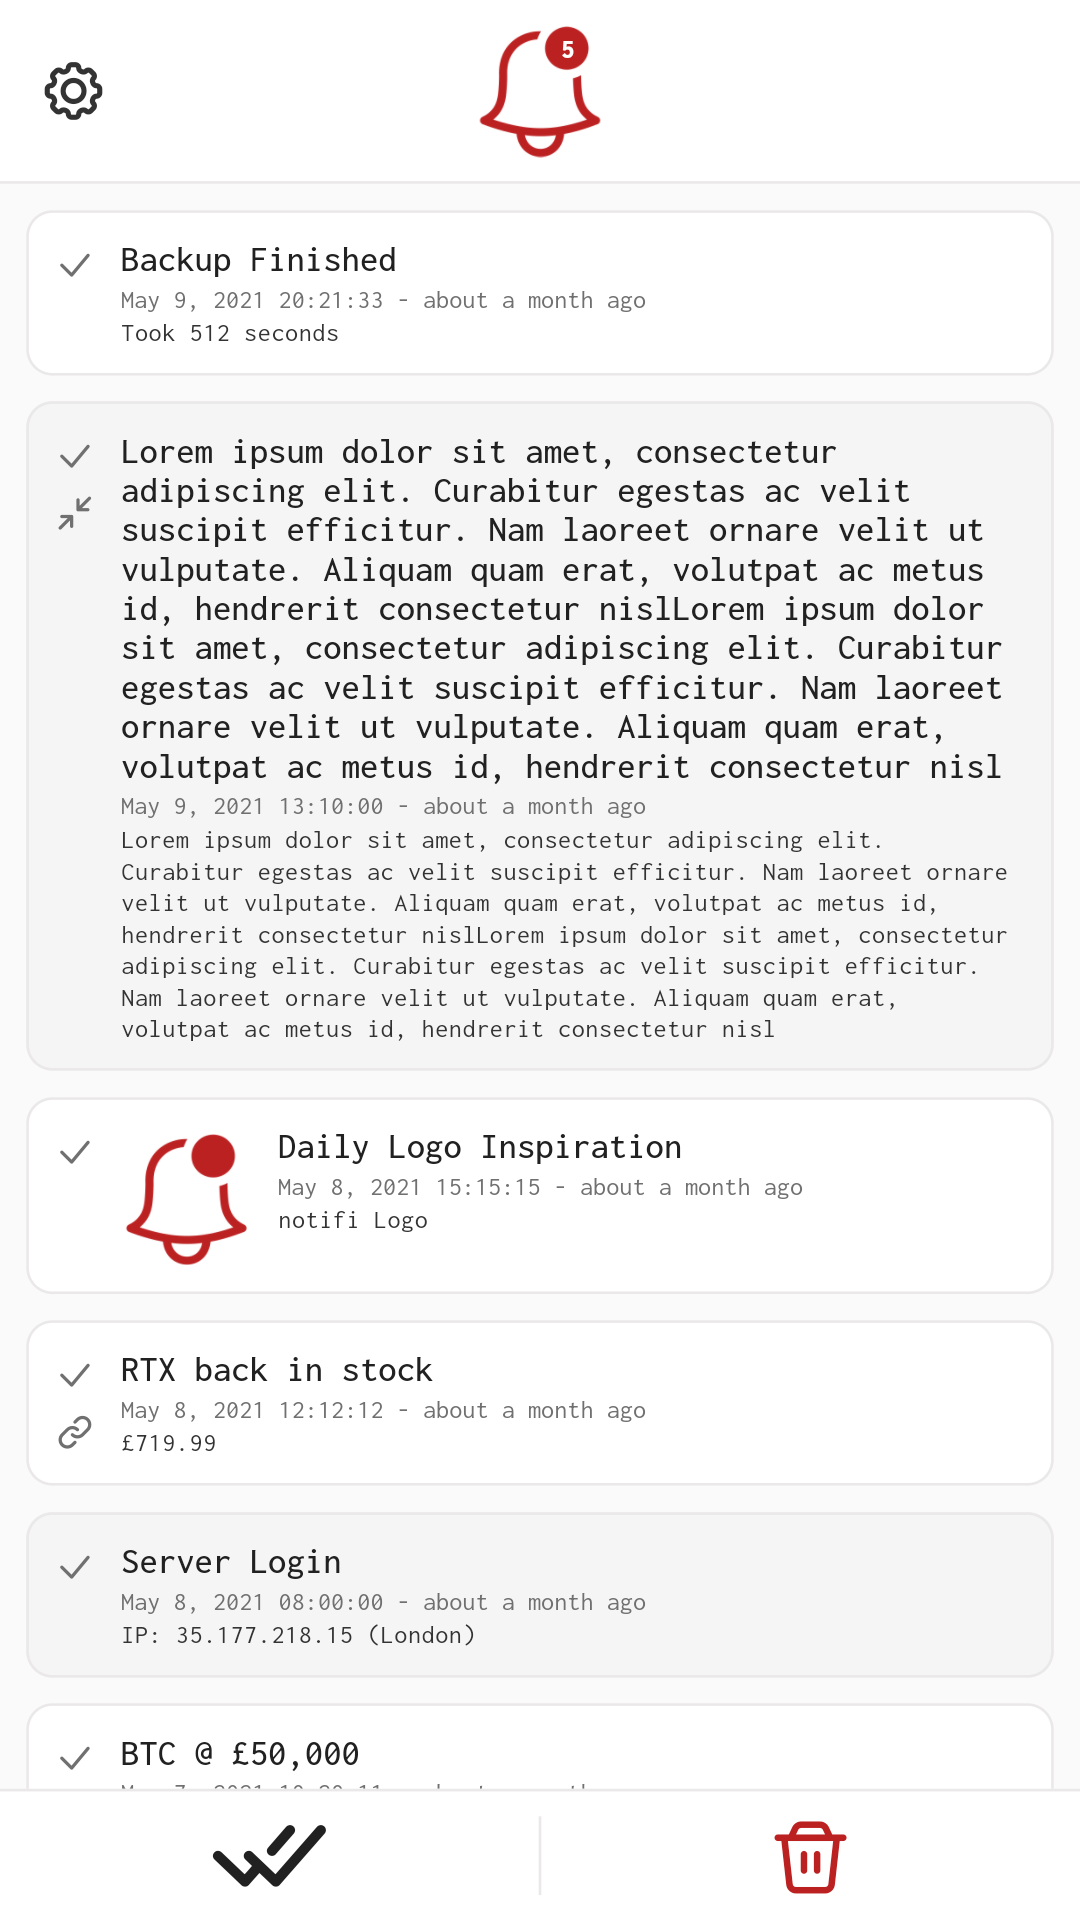 5
Backup Finished
May 9, 2021 20:21:33 - about a month ago
Took 512 seconds
Lorem ipsum dolor sit amet, consectetur
adipiscing elit. Curabitur egestas ac velit
suscipit efficitur. Nam laoreet ornare velit ut
vulputate. Aliquam quam erat, volutpat ac metus
id, hendrerit consectetur nislLorem ipsum dolor
sit amet, consectetur adipiscing elit. Curabitur
egestas ac velit suscipit efficitur. Nam laoreet
ornare velit ut vulputate. Aliquam quam erat,
volutpat ac metus id, hendrerit consectetur nisl
May 9, 2021 13:10:00 - about a month ago
Lorem ipsum dolor sit amet, consectetur adipiscing elit.
Curabitur egestas ac velit suscipit efficitur. Nam laoreet ornare
velit ut vulputate. Aliquam quam erat, volutpat ac metus id,
hendrerit consectetur nislLorem ipsum dolor sit amet, consectetur
adipiscing elit. Curabitur egestas ac velit suscipit efficitur.
Nam laoreet ornare velit ut vulputate. Aliquam quam erat,
volutpat ac metus id, hendrerit consectetur nisl
Daily Logo Inspiration
May 8, 2021 15:15:15 - about a month ago
notifi Logo
RTX back in stock
May 8, 2021 12:12:12 - about a month ago
£719.99
Server Login
May 8, 2021 08:00:00 - about a month ago
IP: 35.177.218.15 (London)
BTC @ £50,000